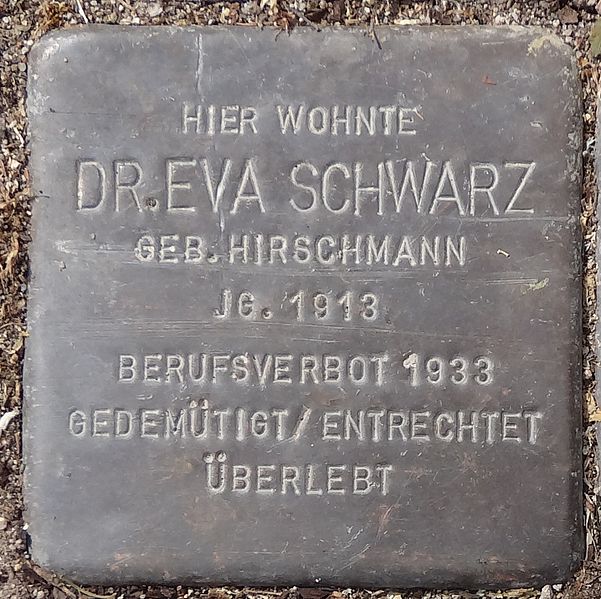 HIER WOHNTE
DR. EVA SCHWARZ
GEB. HIRSCHMANN
JG. 1913
BERUFSVERBOT 1933
GEDEMÜTIGT/ENTRECHTET
ÜBERLEBT